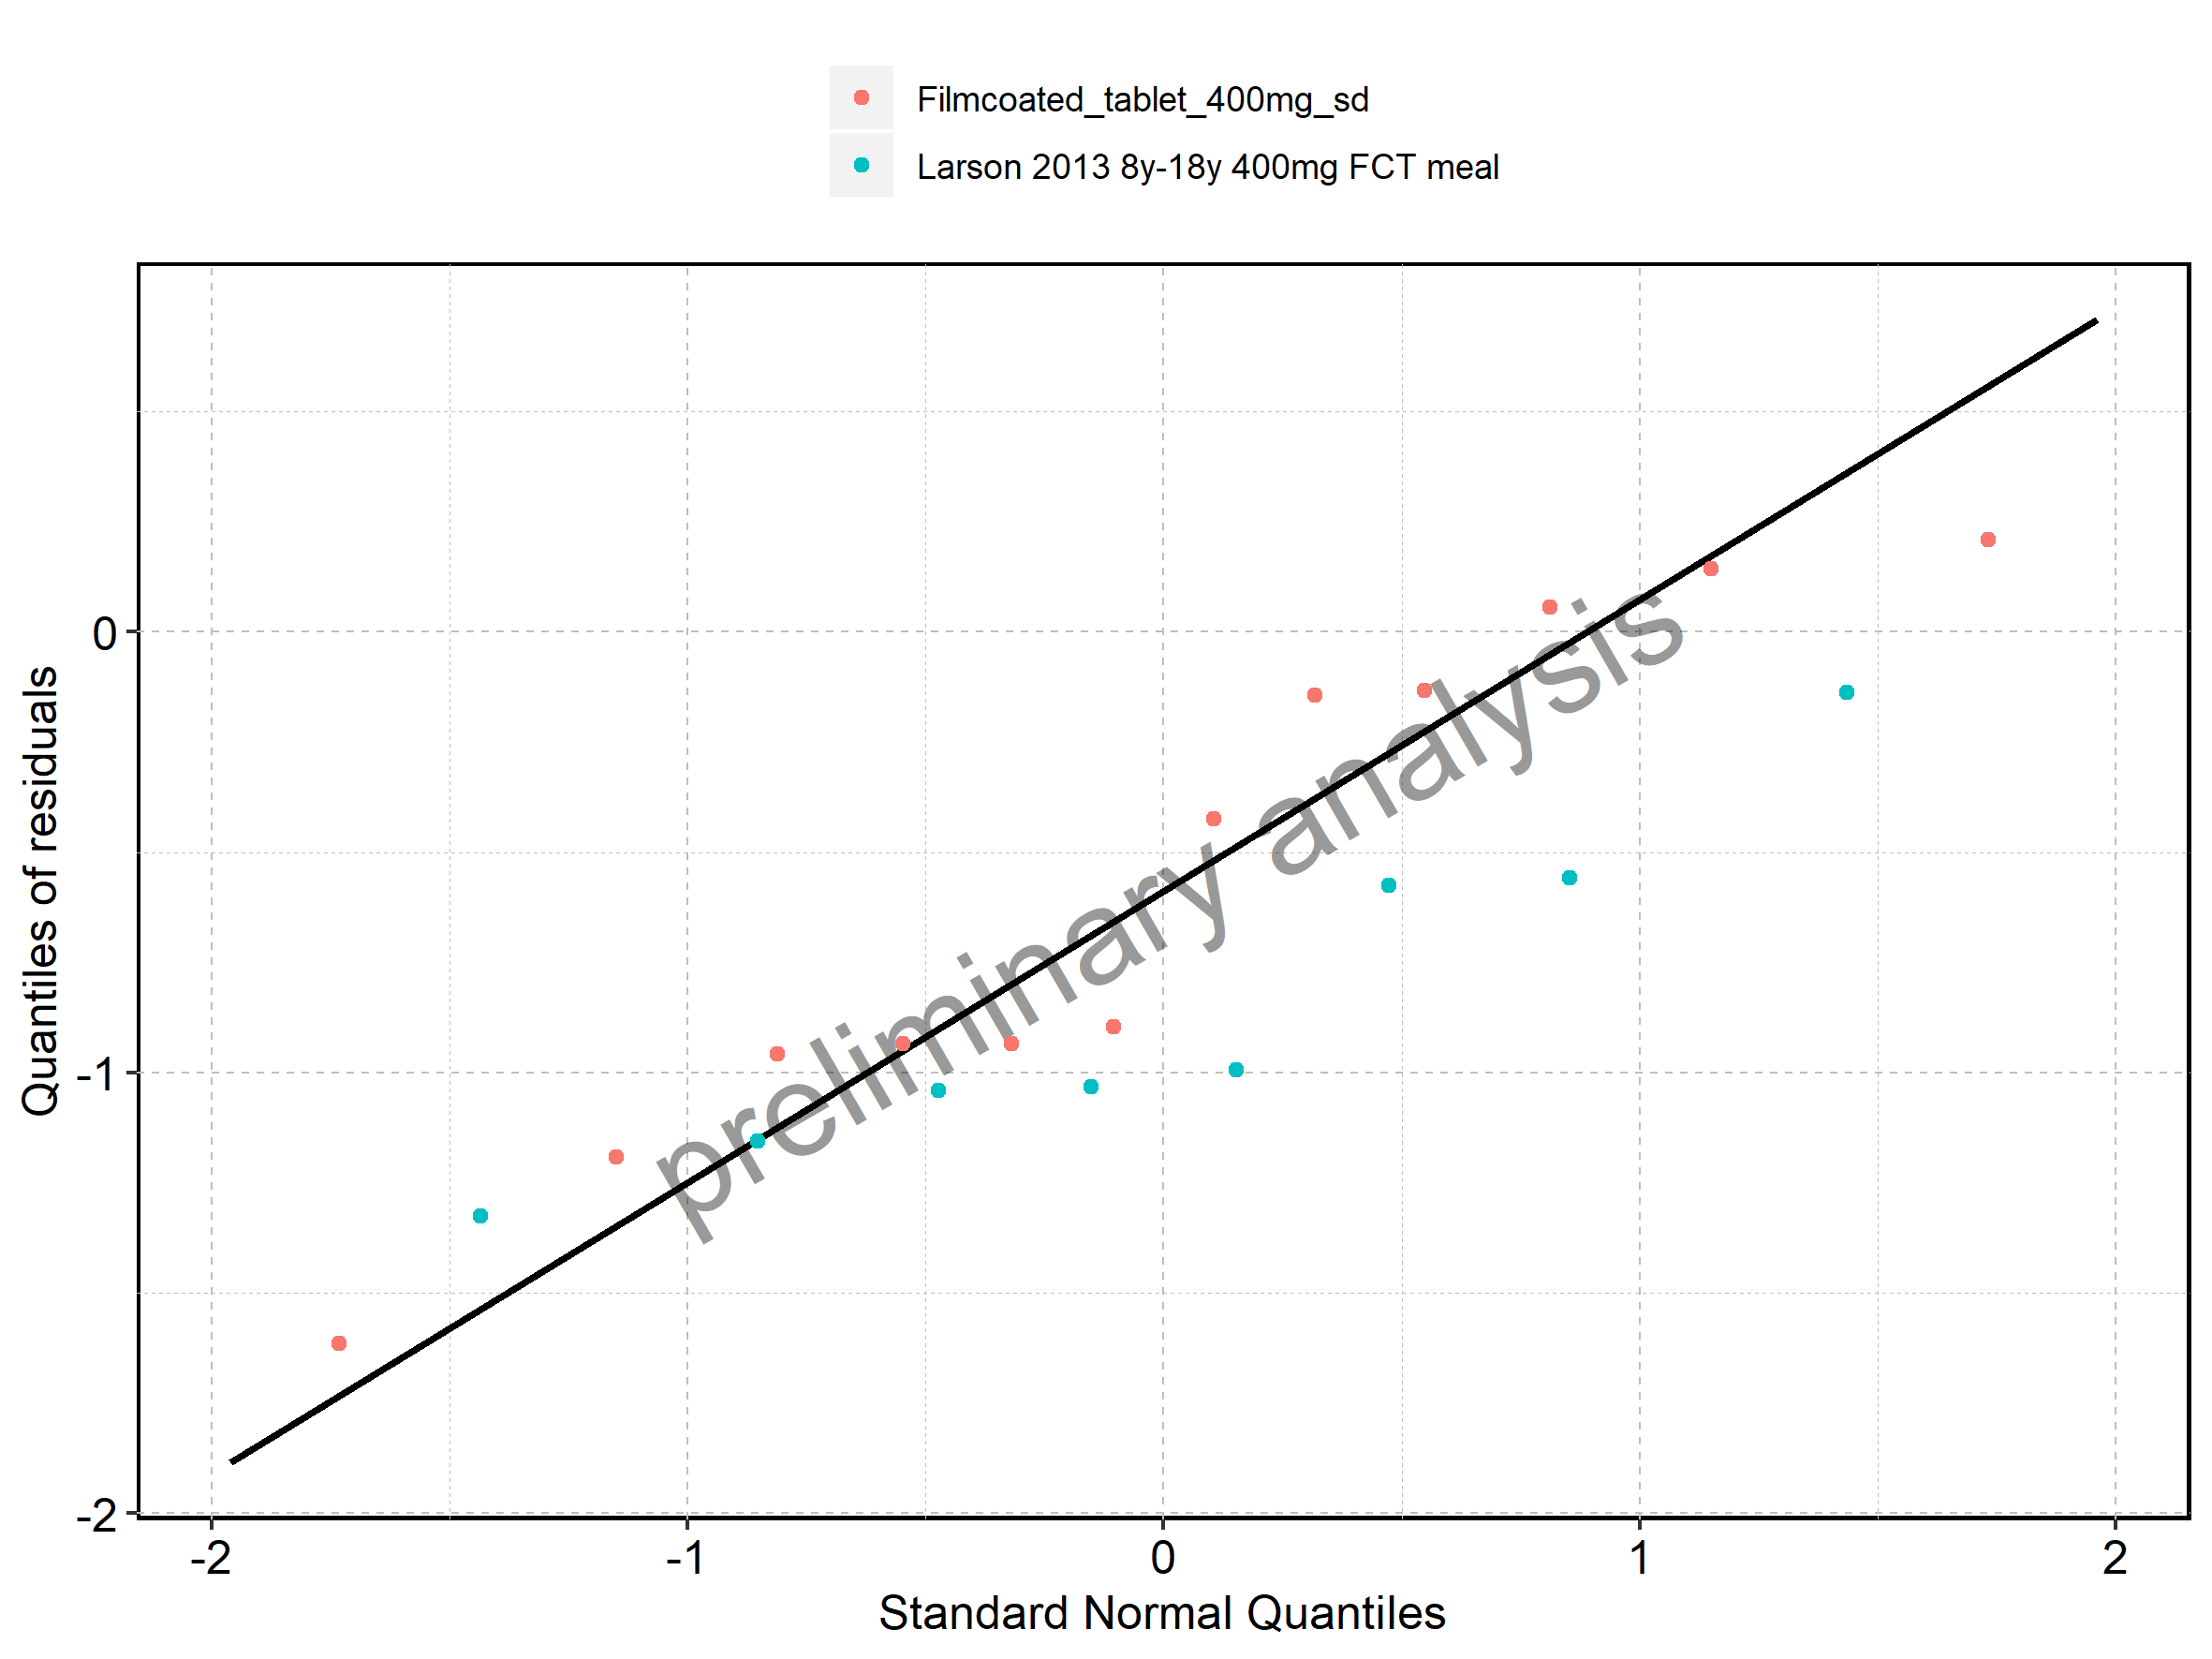 Filmcoated_tablet_400mg_sd
Larson 2013 8y-18y 400mg FCT meal
0
-1
-2
Quantiles of residuals
preliminary analysis
-2 -1 0 1 2
Standard Normal Quantiles